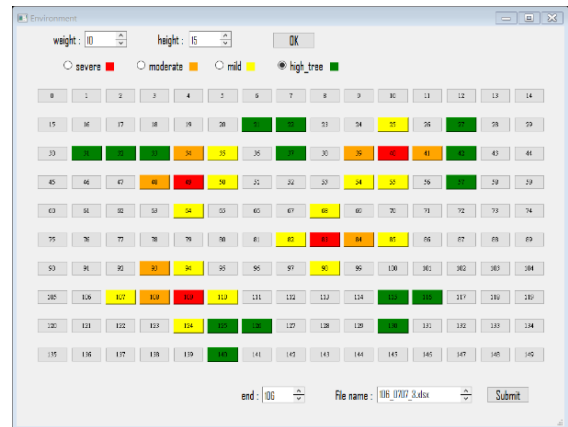 Environment
weight : 10 height : 15 OK
severe moderate mild high_tree
0 1 2 3 4 5 6 7 8 9 10 11 12 13 14
15 16 17 18 19 20 21 22 23 24 25 26 27 28 29
30 31 32 33 34 35 36 37 38 39 40 41 42 43 44
45 46 47 48 49 50 51 52 53 54 55 56 57 58 59
60 61 62 63 64 65 66 67 68 69 70 71 72 73 74
75 76 77 78 79 80 81 82 83 84 85 86 87 88 89
90 91 92 93 94 95 96 97 98 99 100 101 102 103 104
105 106 107 108 109 110 111 112 113 114 115 116 117 118 119
120 121 122 123 124 125 126 127 128 129 130 131 132 133 134
135 136 137 138 139 140 141 142 143 144 145 146 147 148 149
end : 106 File name : 106_0707_3.xlsx Submit